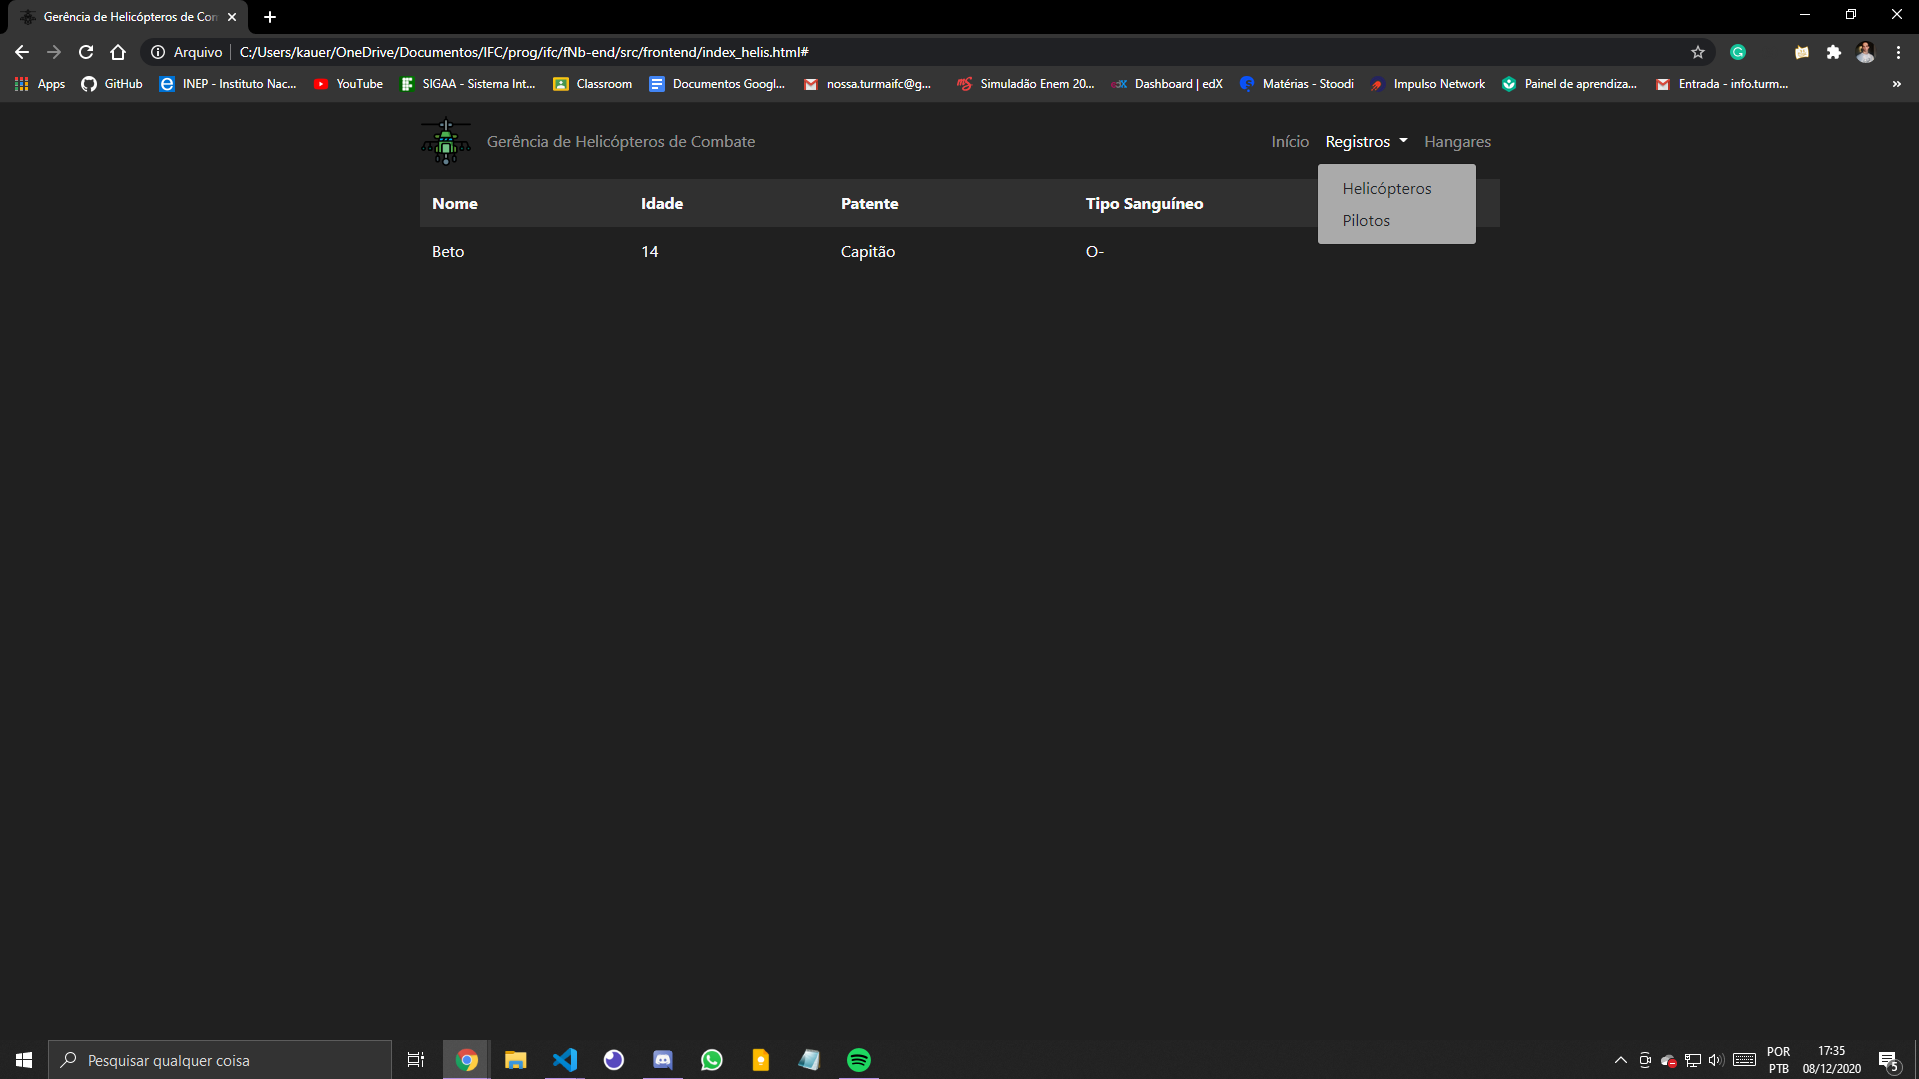 Gerência de Helicópteros de Com
Arquivo C:/Users/kauer/OneDrive/Documentos/IFC/prog/ifc/fNb-end/src/frontend/index_helis.html#
Apps GitHub INEP - Instituto Nac... YouTube SIGAA - Sistema Int... Classroom Documentos Googl... nossa.turmaifc@g... Simuladão Enem 20... Dashboard | edX Matérias - Stoodi Impulso Network Painel de aprendiza... Entrada - info.turm... »
Gerência de Helicópteros de Combate Início Registros Hangares
Helicópteros
Pilotos
Nome Idade Patente Tipo Sanguíneo
Beto 14 Capitão O-
Pesquisar qualquer coisa
POR
PTB
17:35
08/12/2020
5